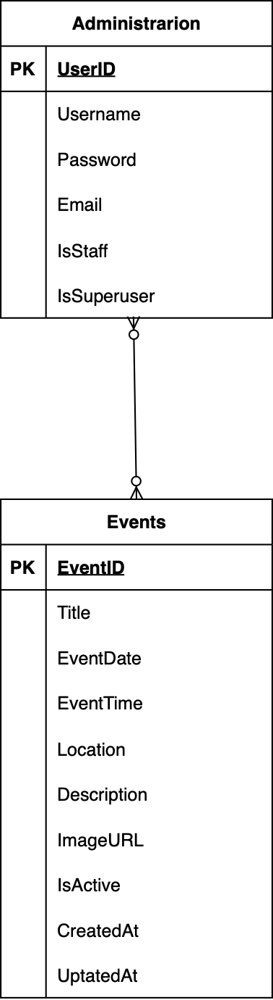 Administrarion
PK UserID
Username
Password
Email
IsStaff
IsSuperuser
Events
PK EventID
Title
EventDate
EventTime
Location
Description
ImageURL
IsActive
CreatedAt
UptatedAt